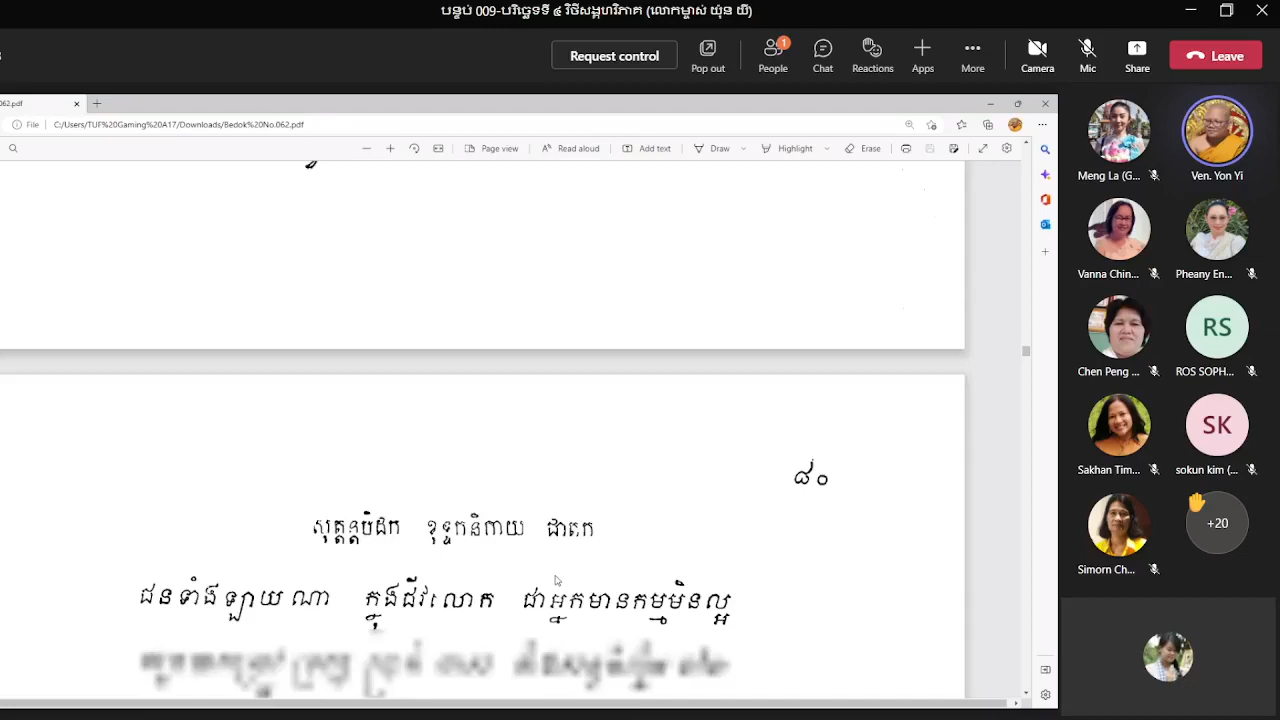 បន្ទប់ 009-បរិច្ឆេទទី ៤ វិថីសង្គហវិភាគ (លោកម្ចាស់ យ៉ុន យី)
Request control
Pop out
People
1
Chat
Reactions
Apps
More
Camera
Mic
Share
Leave
062.pdf
File
C:/Users/TUF%20Gaming%20A17/Downloads/Bedok%20No.062.pdf
Page view
Read aloud
Add text
Draw
Highlight
Erase
Meng La (G...
Ven. Yon Yi
Vanna Chin...
Pheany En...
Chen Peng ...
RS
ROS SOPH...
Sakhan Tim...
SK
sokun kim (...
Simorn Ch...
+20
៨០
សុត្តន្តបិដក ខុទ្ទកនិកាយ ជាតក
ជនទាំងឡាយណា ក្នុងជីវលោក ជាអ្នកមានកម្មមិនល្អ